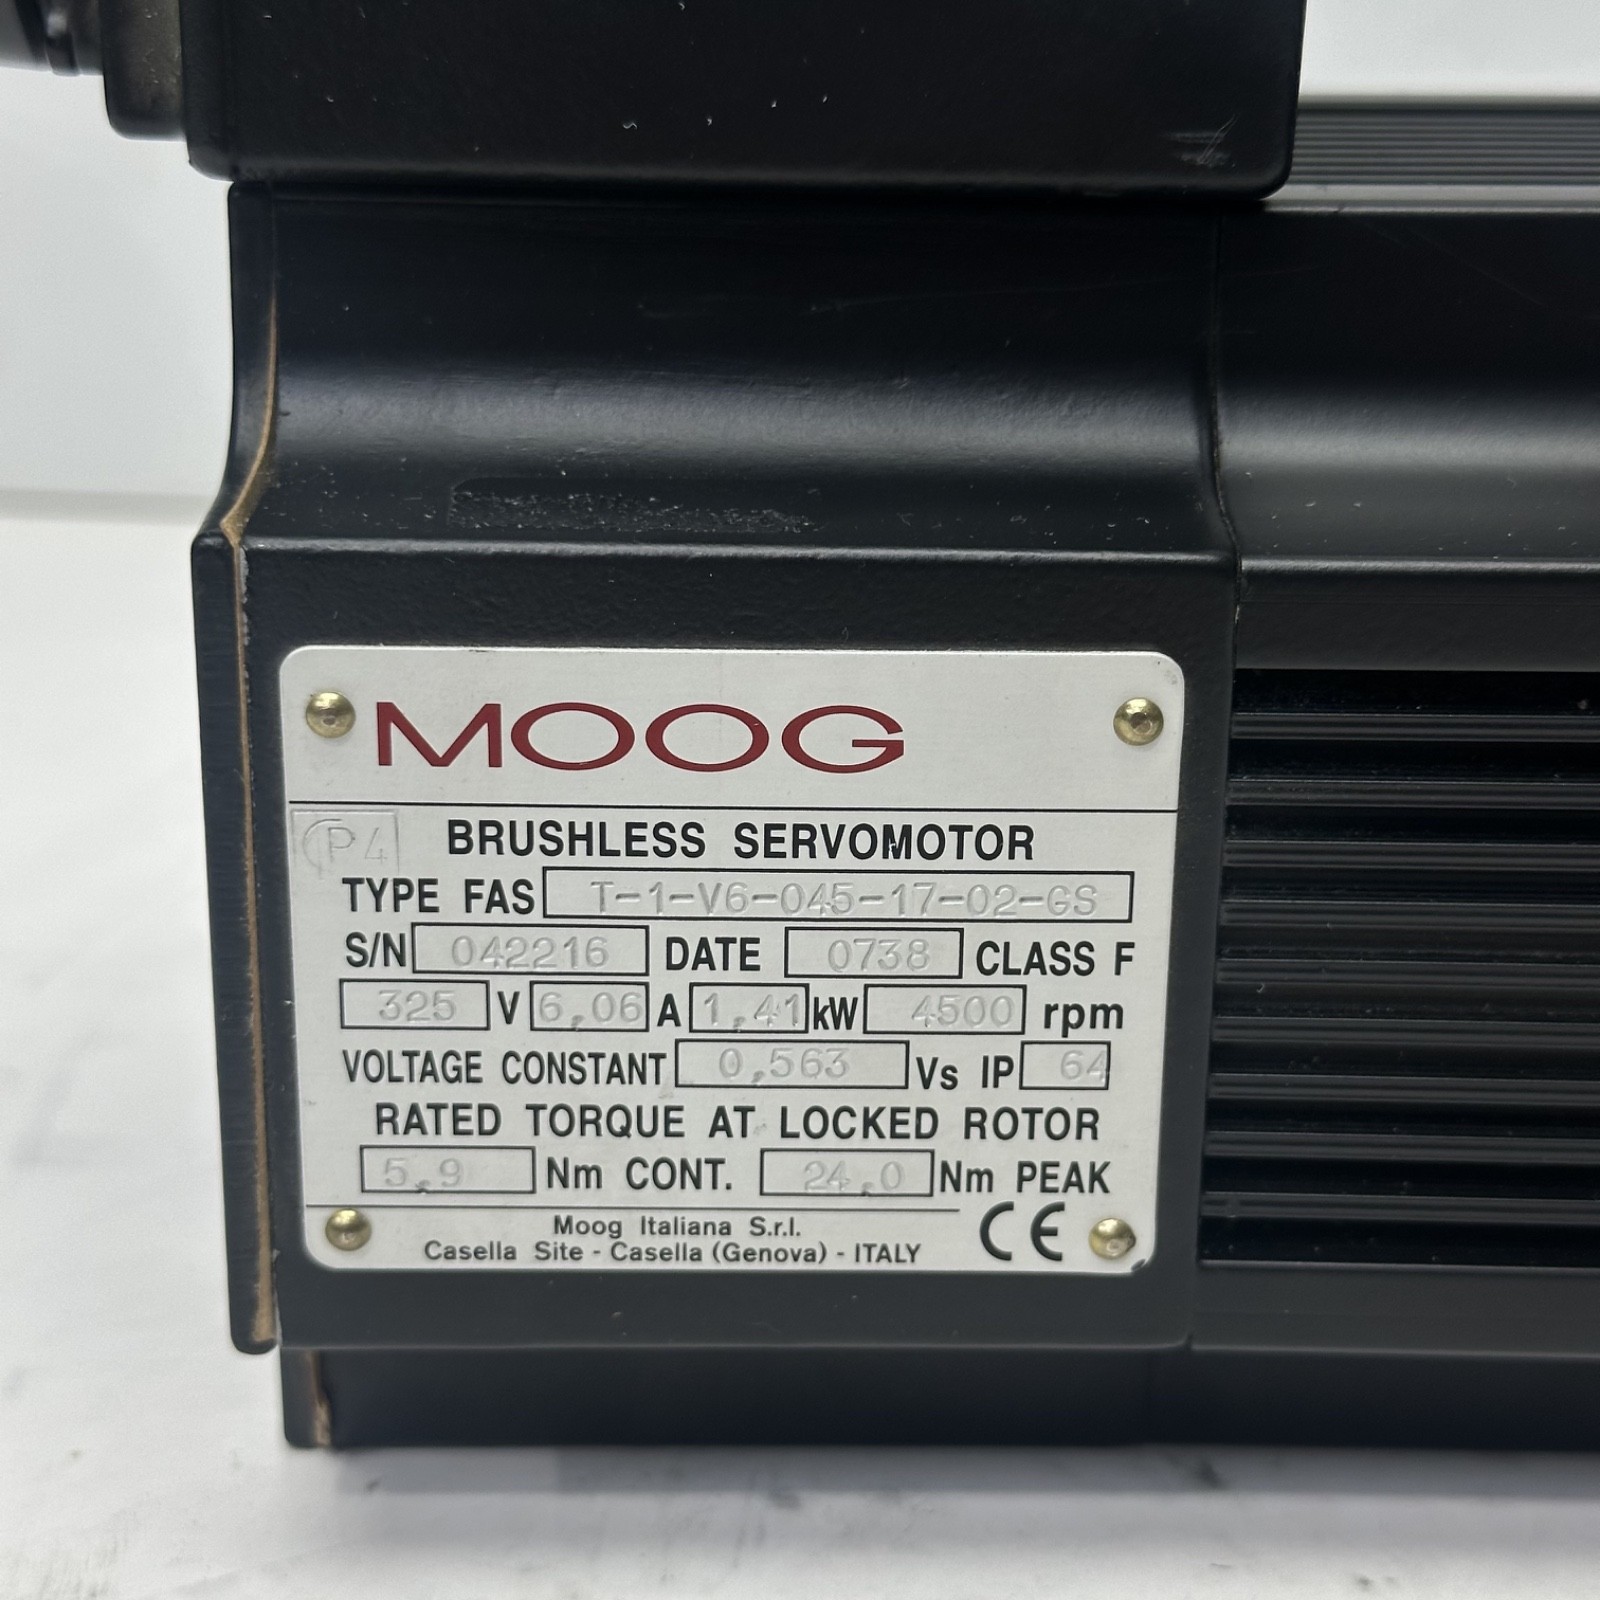 MOOG
P4 BRUSHLESS SERVOMOTOR
TYPE FAS T-1-V6-045-17-02-GS
S/N 042216 DATE 0738 CLASS F
325 V 6,06 A 1,41 kW 4500 rpm
VOLTAGE CONSTANT 0,563 Vs IP 64
RATED TORQUE AT LOCKED ROTOR
5,9 Nm CONT. 24,0 Nm PEAK
Moog Italiana S.r.l.
Casella Site - Casella (Genova) - ITALY CE